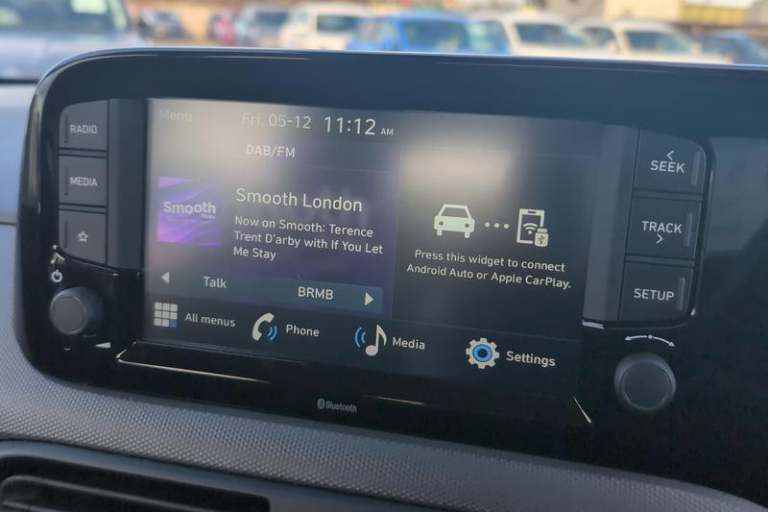 RADIO
MEDIA
Menu
Fri, 05-12
11:12 AM
DAB/FM
Smooth
Smooth London
Now on Smooth: Terence
Trent D'arby with If You Let
Me Stay
Talk
BRMB
Press this widget to connect
Android Auto or Apple CarPlay.
All menus
Phone
Media
Settings
SEEK
TRACK
SETUP
Bluetooth